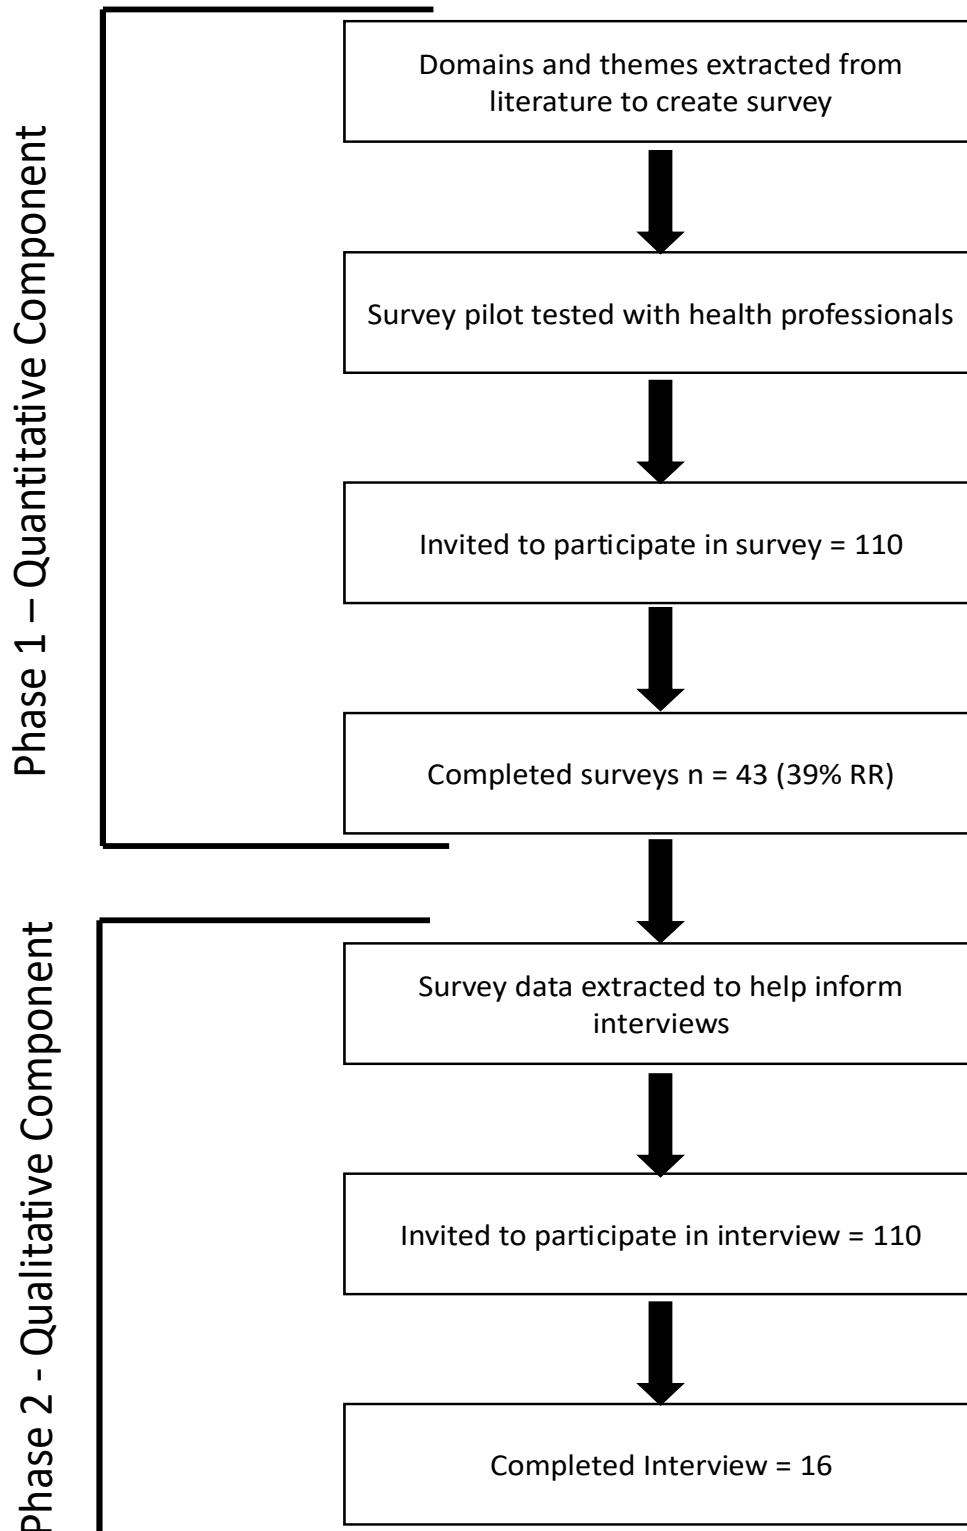 Phase 1 – Quantitative Component
Domains and themes extracted from
literature to create survey
Survey pilot tested with health professionals
Invited to participate in survey = 110
Completed surveys n = 43 (39% RR)
Phase 2 - Qualitative Component
Survey data extracted to help inform
interviews
Invited to participate in interview = 110
Completed Interview = 16